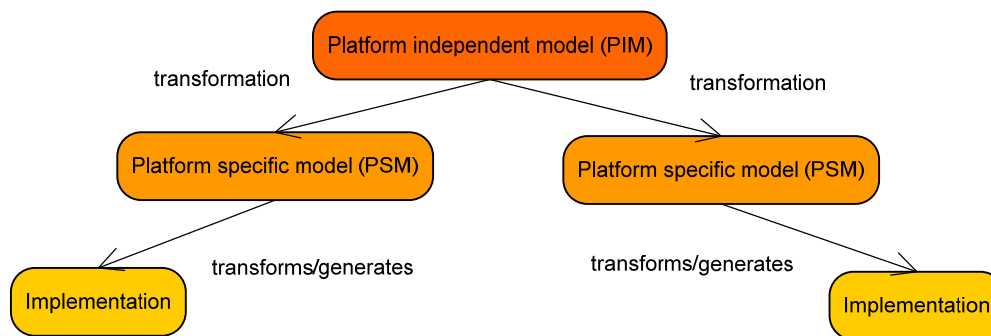 Platform independent model (PIM)
transformation
transformation
Platform specific model (PSM)
Platform specific model (PSM)
transforms/generates
transforms/generates
Implementation
Implementation